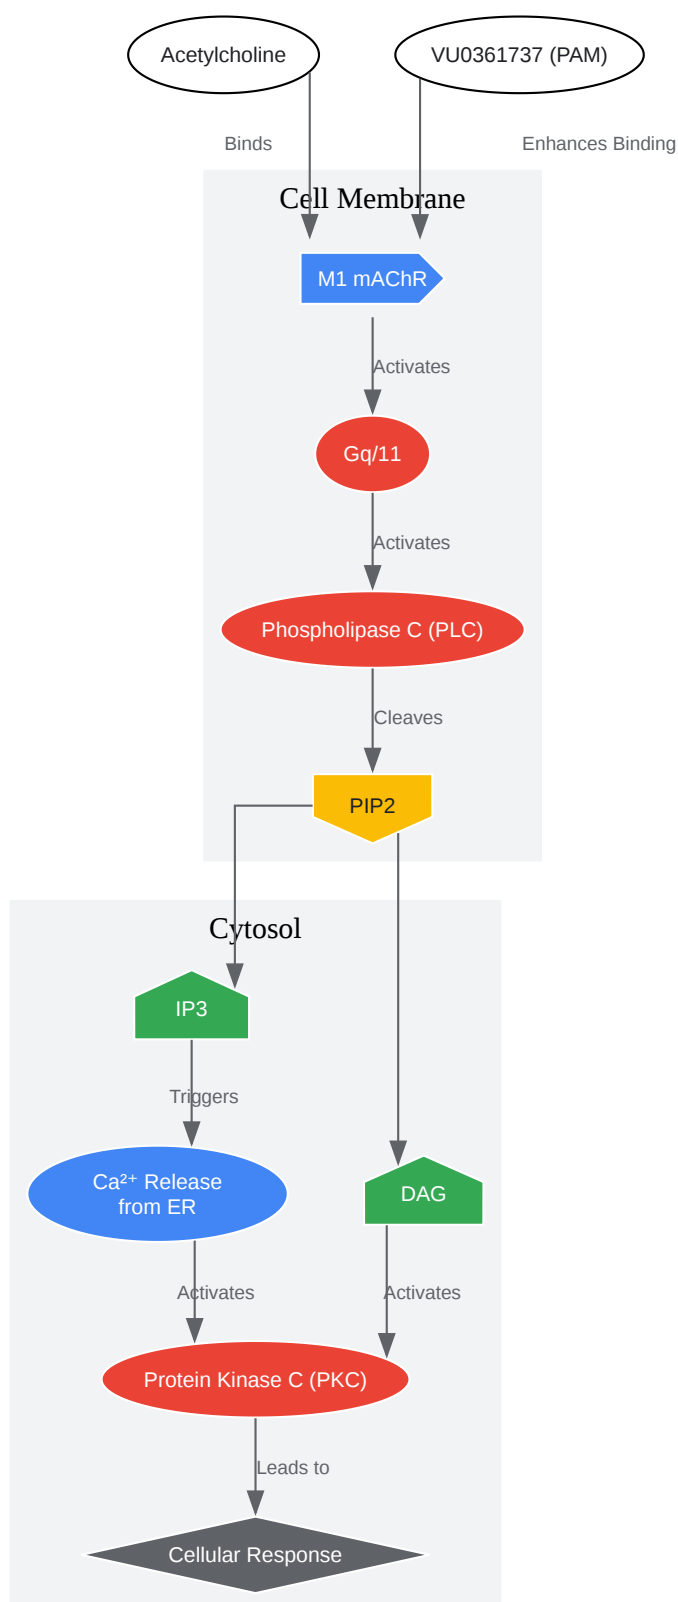 Acetylcholine
VU0361737 (PAM)
Binds
Enhances Binding
Cell Membrane
M1 mAChR
Activates
Gq/11
Activates
Phospholipase C (PLC)
Cleaves
PIP2
Cytosol
IP3
Triggers
Ca²⁺ Release
from ER
DAG
Activates
Activates
Protein Kinase C (PKC)
Leads to
Cellular Response